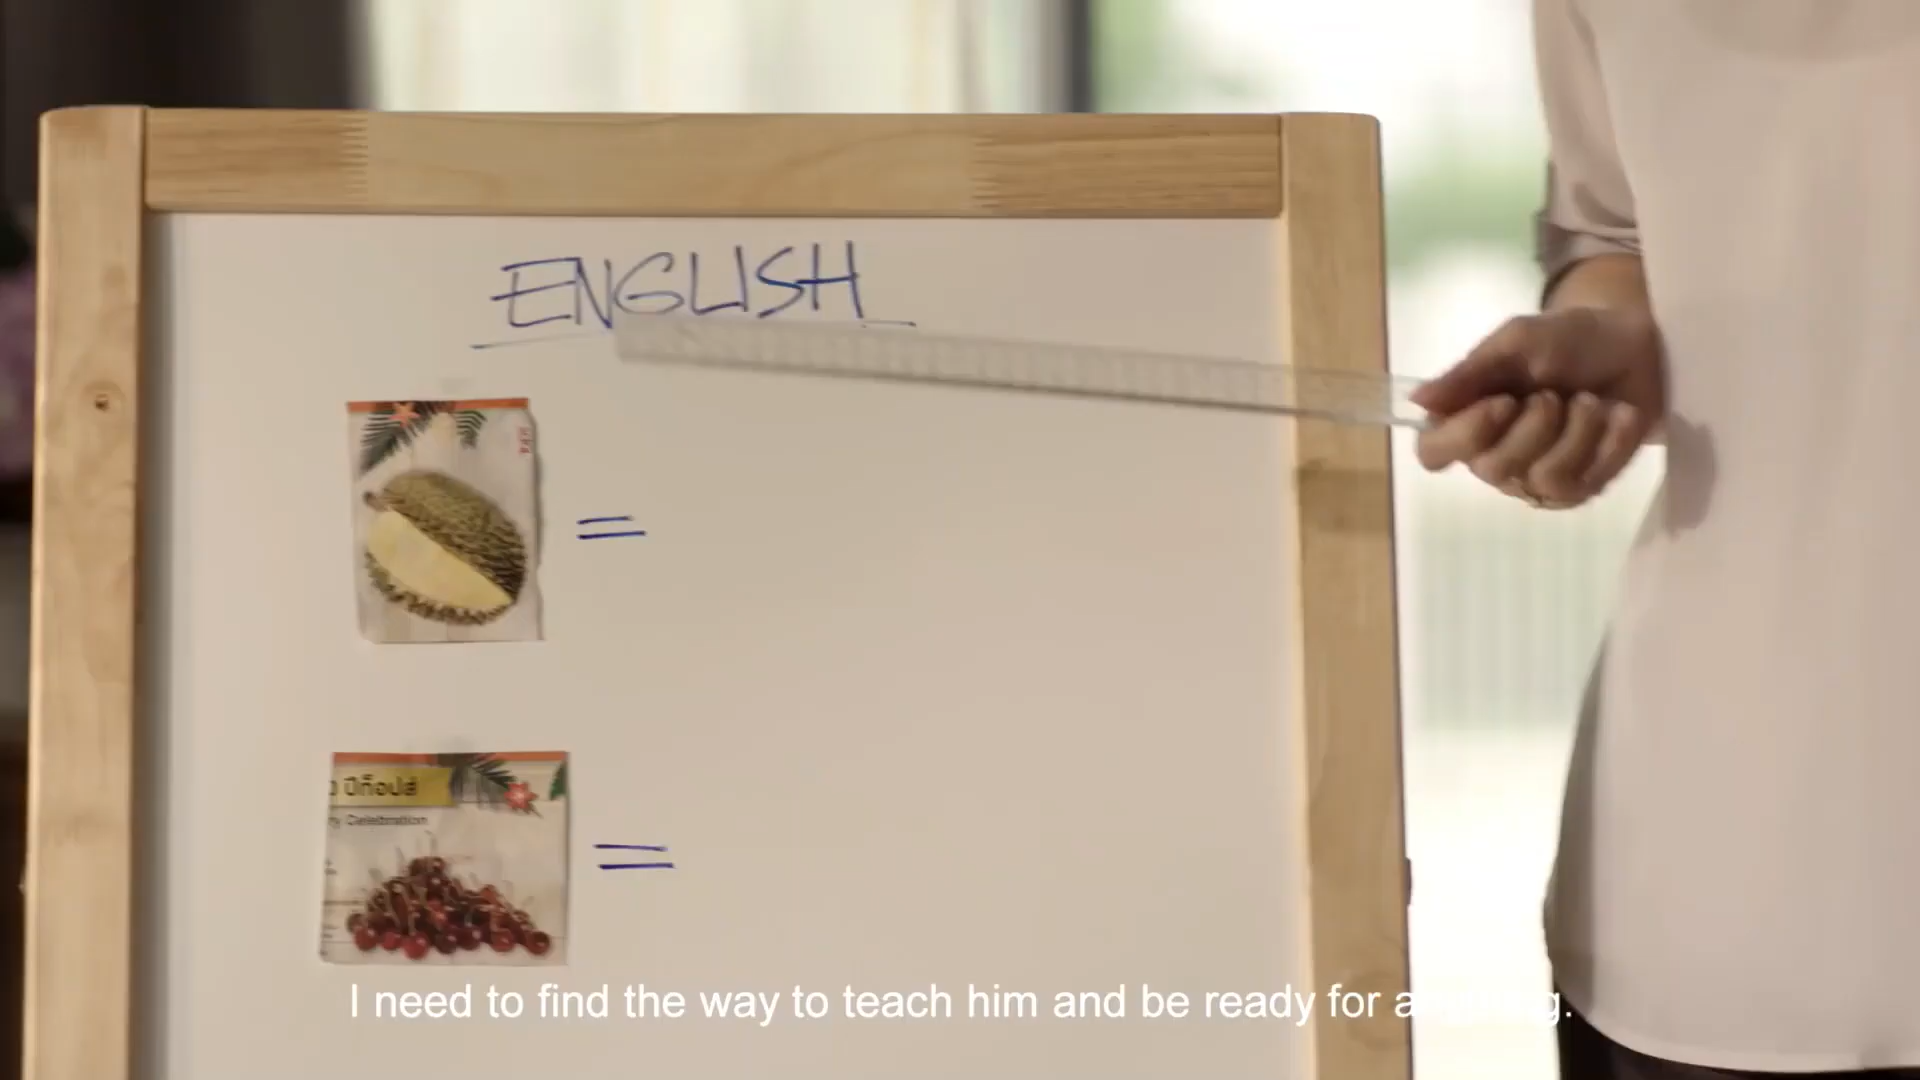 ENGLISH
=
ปีท็อปส์
Celebration
=
I need to find the way to teach him and be ready for anything.